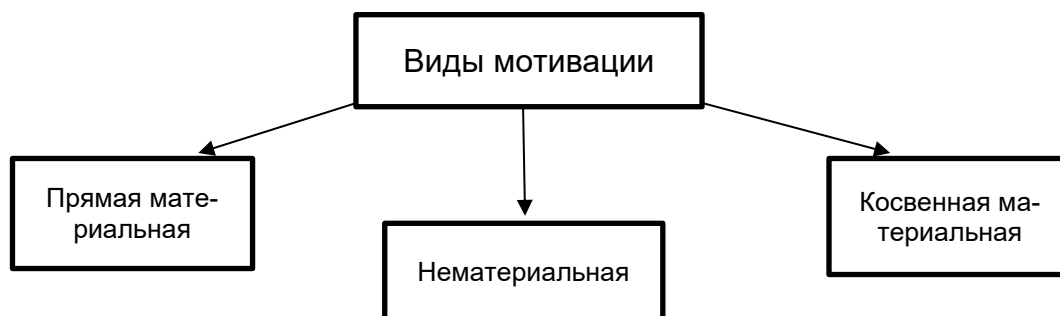 Виды мотивации
Прямая мате-
риальная
Нематериальная
Косвенная ма-
териальная